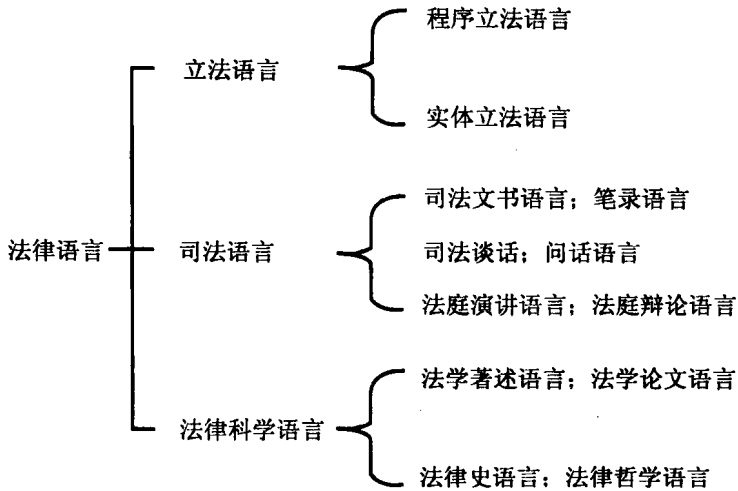 程序立法语言
立法语言
实体立法语言
司法文书语言；笔录语言
法律语言
司法语言
司法谈话；问话语言
法庭演讲语言；法庭辩论语言
法学著述语言；法学论文语言
法律科学语言
法律史语言；法律哲学语言